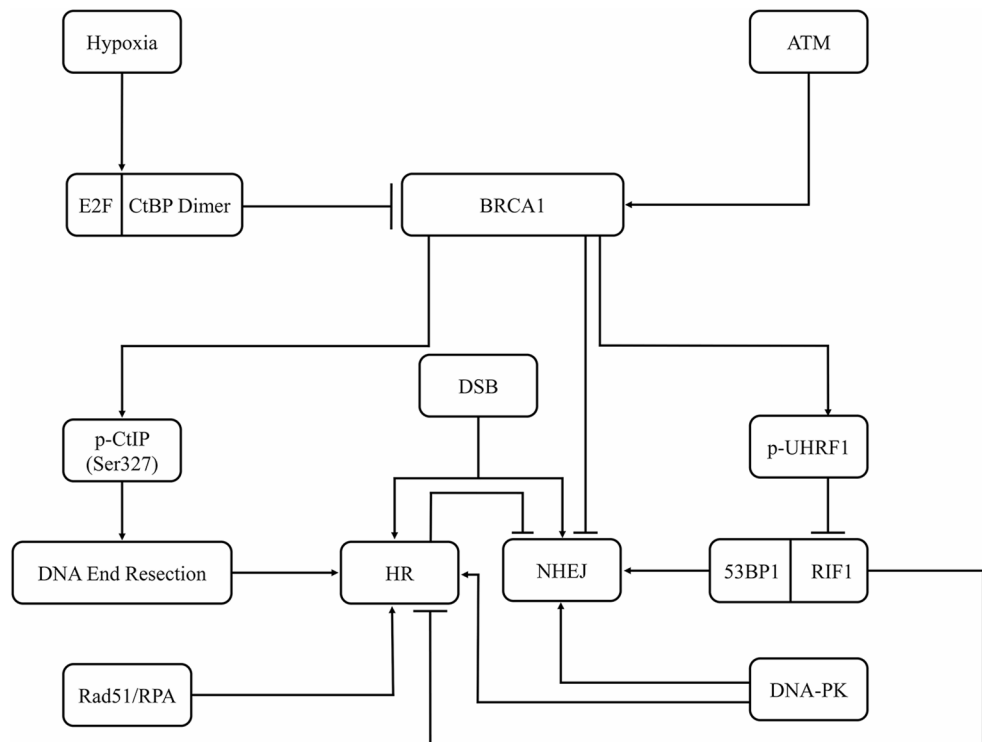 Hypoxia
ATM
E2F
CtBP Dimer
BRCA1
DSB
p-CtIP
(Ser327)
p-UHRF1
DNA End Resection
HR
NHEJ
53BP1
RIF1
Rad51/RPA
DNA-PK